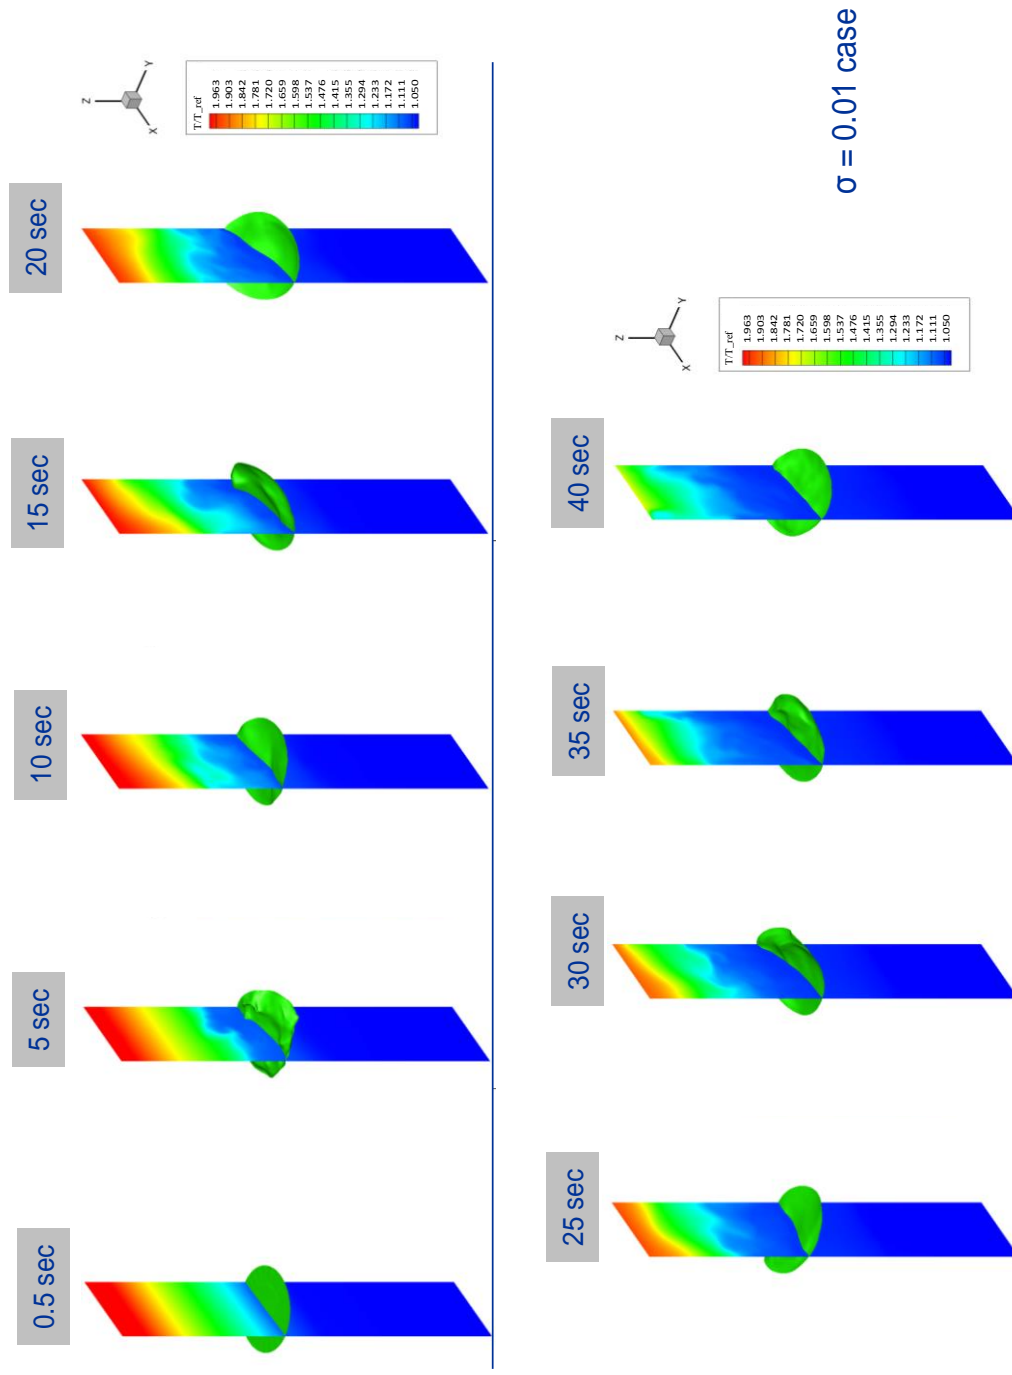 0.5 sec
5 sec
10 sec
15 sec
20 sec
Z
Y
X
T/T_ref
1.963
1.903
1.842
1.781
1.720
1.659
1.598
1.537
1.476
1.415
1.355
1.294
1.233
1.172
1.111
1.050
25 sec
30 sec
35 sec
40 sec
Z
Y
X
T/T_ref
1.963
1.903
1.842
1.781
1.720
1.659
1.598
1.537
1.476
1.415
1.355
1.294
1.233
1.172
1.111
1.050
σ = 0.01 case